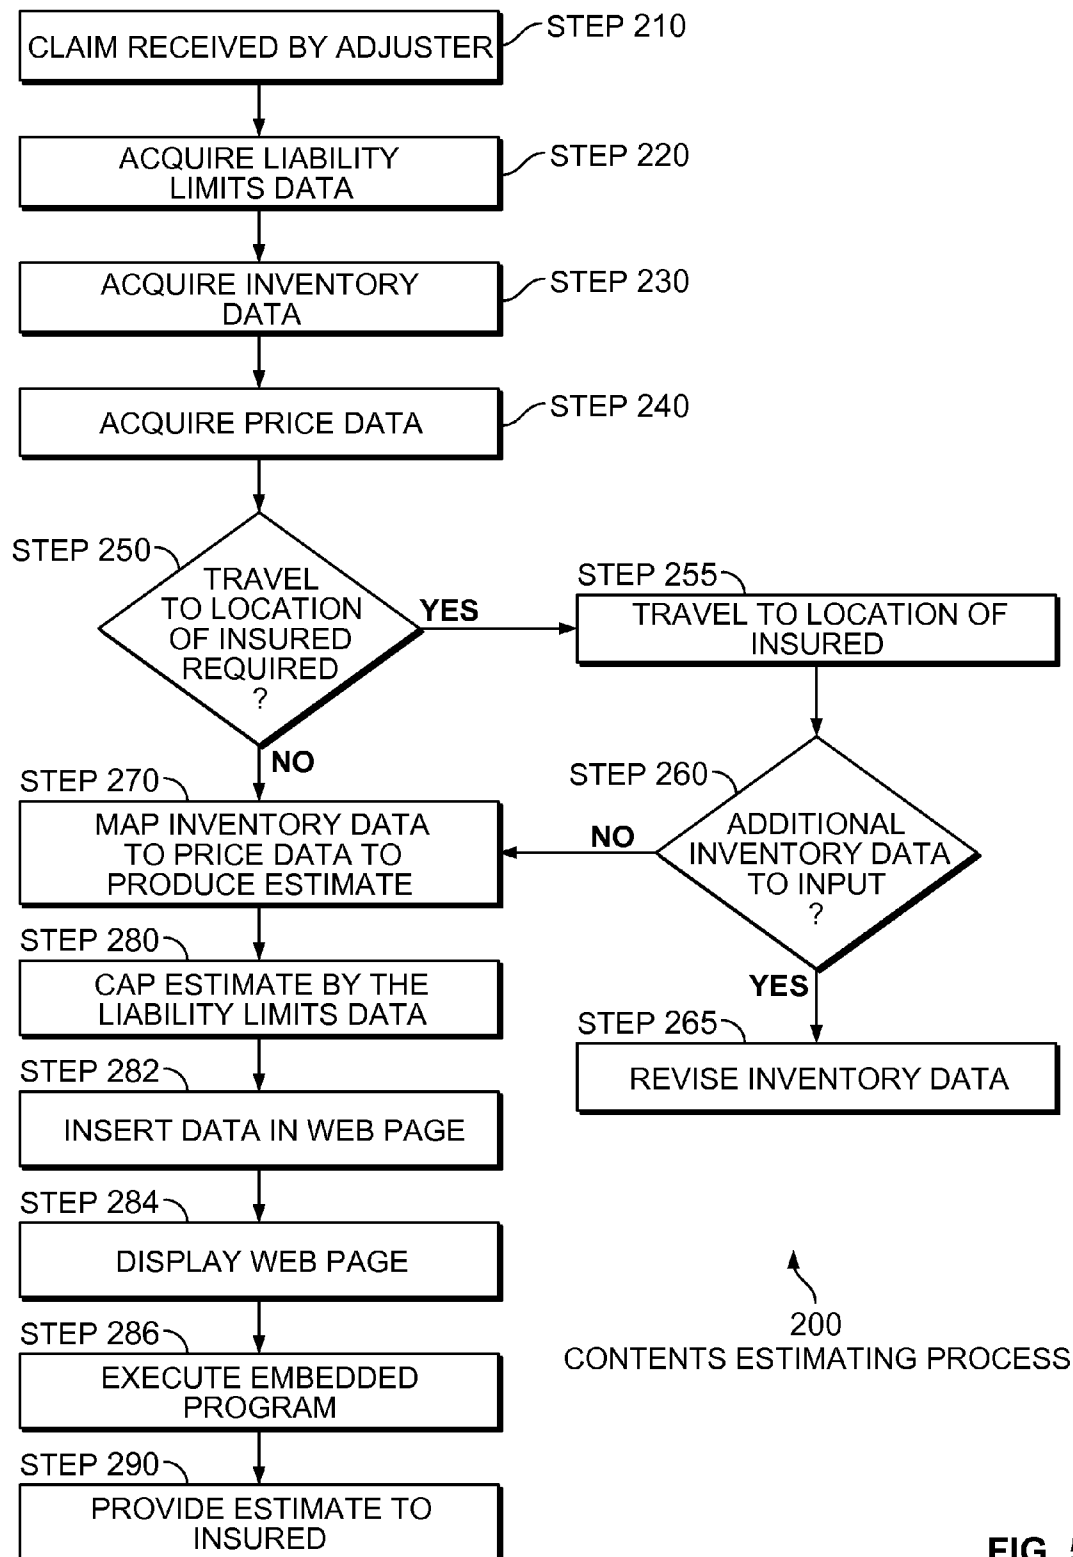 CLAIM RECEIVED BY ADJUSTER
STEP 210
ACQUIRE LIABILITY
LIMITS DATA
STEP 220
ACQUIRE INVENTORY
DATA
STEP 230
ACQUIRE PRICE DATA
STEP 240
STEP 250
TRAVEL
TO LOCATION
OF INSURED
REQUIRED
?
YES
NO
STEP 255
TRAVEL TO LOCATION OF
INSURED
STEP 260
ADDITIONAL
INVENTORY DATA
TO INPUT
?
NO
YES
STEP 265
REVISE INVENTORY DATA
STEP 270
MAP INVENTORY DATA
TO PRICE DATA TO
PRODUCE ESTIMATE
STEP 280
CAP ESTIMATE BY THE
LIABILITY LIMITS DATA
STEP 282
INSERT DATA IN WEB PAGE
STEP 284
DISPLAY WEB PAGE
STEP 286
EXECUTE EMBEDDED
PROGRAM
STEP 290
PROVIDE ESTIMATE TO
INSURED
200
CONTENTS ESTIMATING PROCESS
FIG.